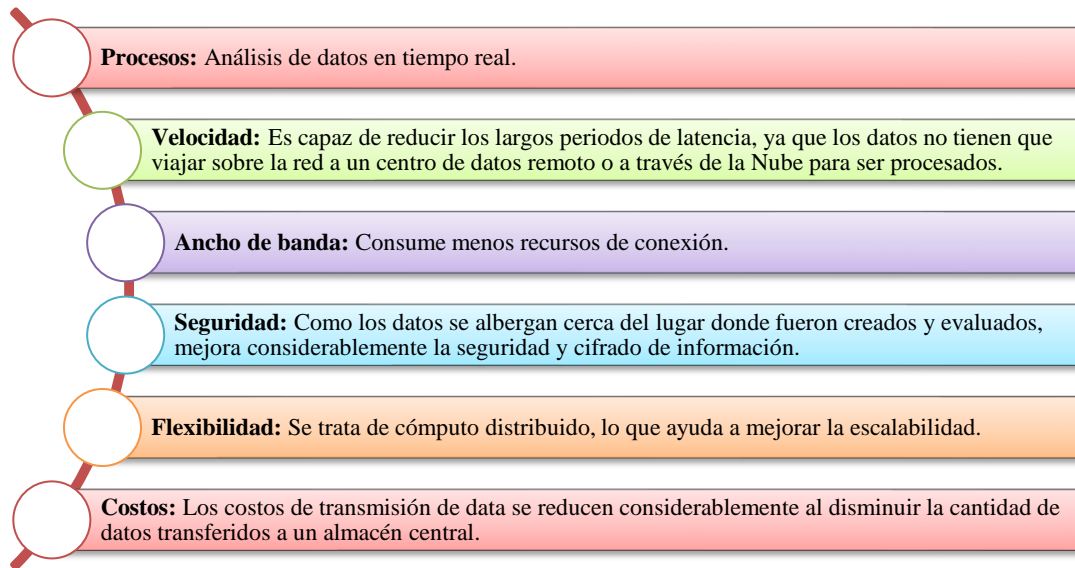 Procesos: Análisis de datos en tiempo real.
Velocidad: Es capaz de reducir los largos periodos de latencia, ya que los datos no tienen que
viajar sobre la red a un centro de datos remoto o a través de la Nube para ser procesados.
Ancho de banda: Consume menos recursos de conexión.
Seguridad: Como los datos se albergan cerca del lugar donde fueron creados y evaluados,
mejora considerablemente la seguridad y cifrado de información.
Flexibilidad: Se trata de cómputo distribuido, lo que ayuda a mejorar la escalabilidad.
Costos: Los costos de transmisión de data se reducen considerablemente al disminuir la cantidad de
datos transferidos a un almacén central.